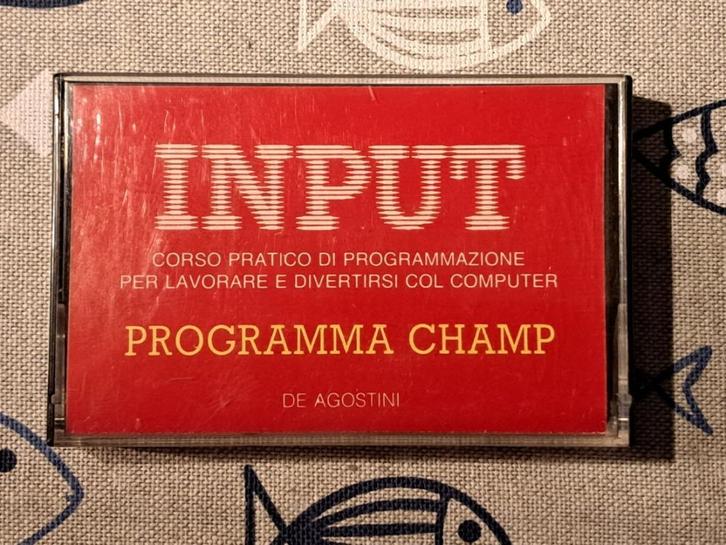 INPUT
CORSO PRATICO DI PROGRAMMAZIONE
PER LAVORARE E DIVERTIRSI COL COMPUTER
PROGRAMMA CHAMP
DE AGOSTINI